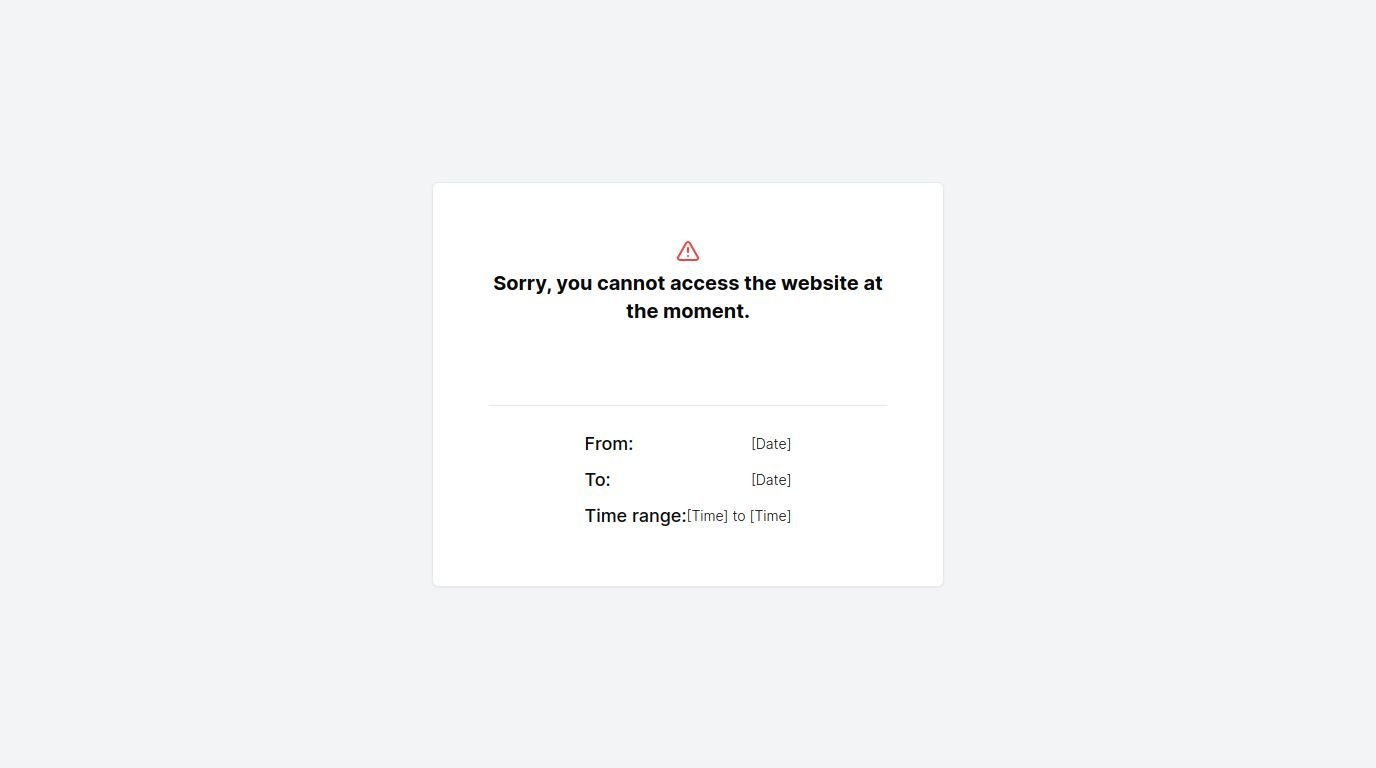 Sorry, you cannot access the website at
the moment.
From: [Date]
To: [Date]
Time range:[Time] to [Time]